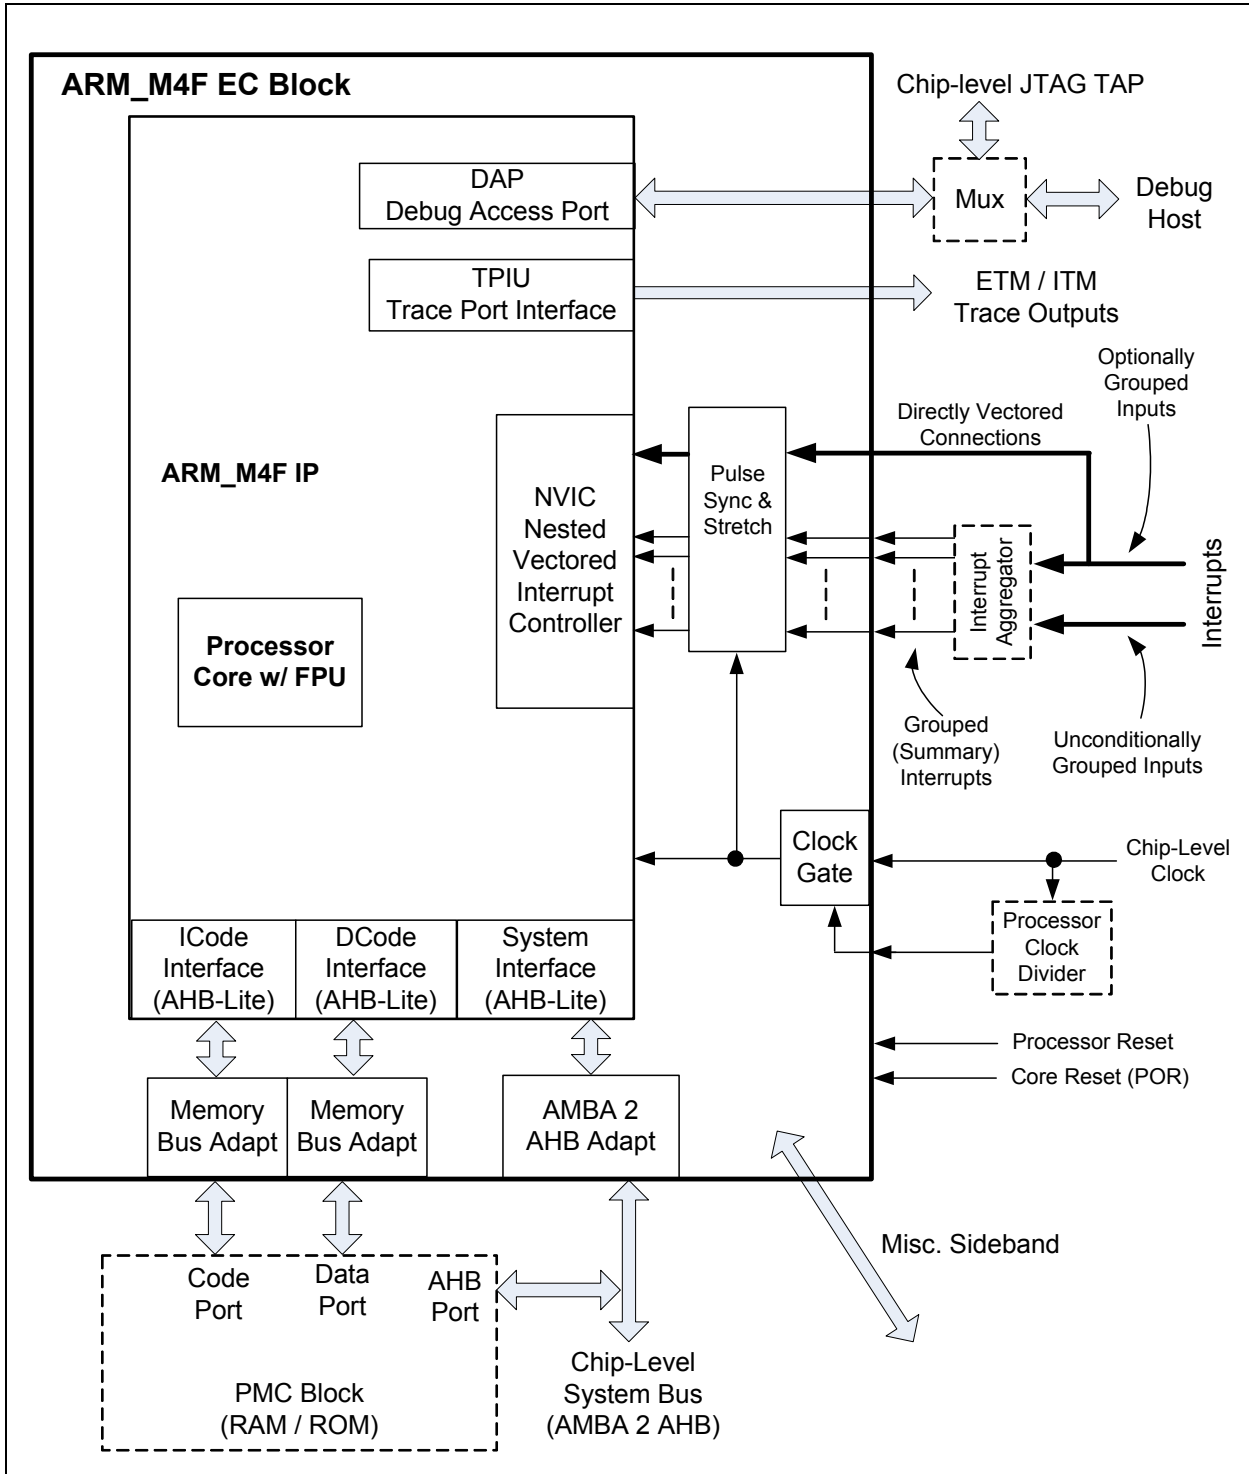 ARM_M4F EC Block
Chip-level JTAG TAP
DAP
Debug Access Port
Mux
Debug
Host
TPIU
Trace Port Interface
ETM / ITM
Trace Outputs
Optionally
Grouped
Inputs
Directly Vectored
Connections
ARM_M4F IP
NVIC
Nested
Vectored
Interrupt
Controller
Pulse
Sync &
Stretch
Interrupt
Aggregator
Interrupts
Processor
Core w/ FPU
Grouped
(Summary)
Interrupts
Unconditionally
Grouped Inputs
Clock
Gate
Chip-Level
Clock
Processor
Clock
Divider
ICode
Interface
(AHB-Lite)
DCode
Interface
(AHB-Lite)
System
Interface
(AHB-Lite)
Processor Reset
Core Reset (POR)
Memory
Bus Adapt
Memory
Bus Adapt
AMBA 2
AHB Adapt
Misc. Sideband
Code
Port
Data
Port
AHB
Port
PMC Block
(RAM / ROM)
Chip-Level
System Bus
(AMBA 2 AHB)